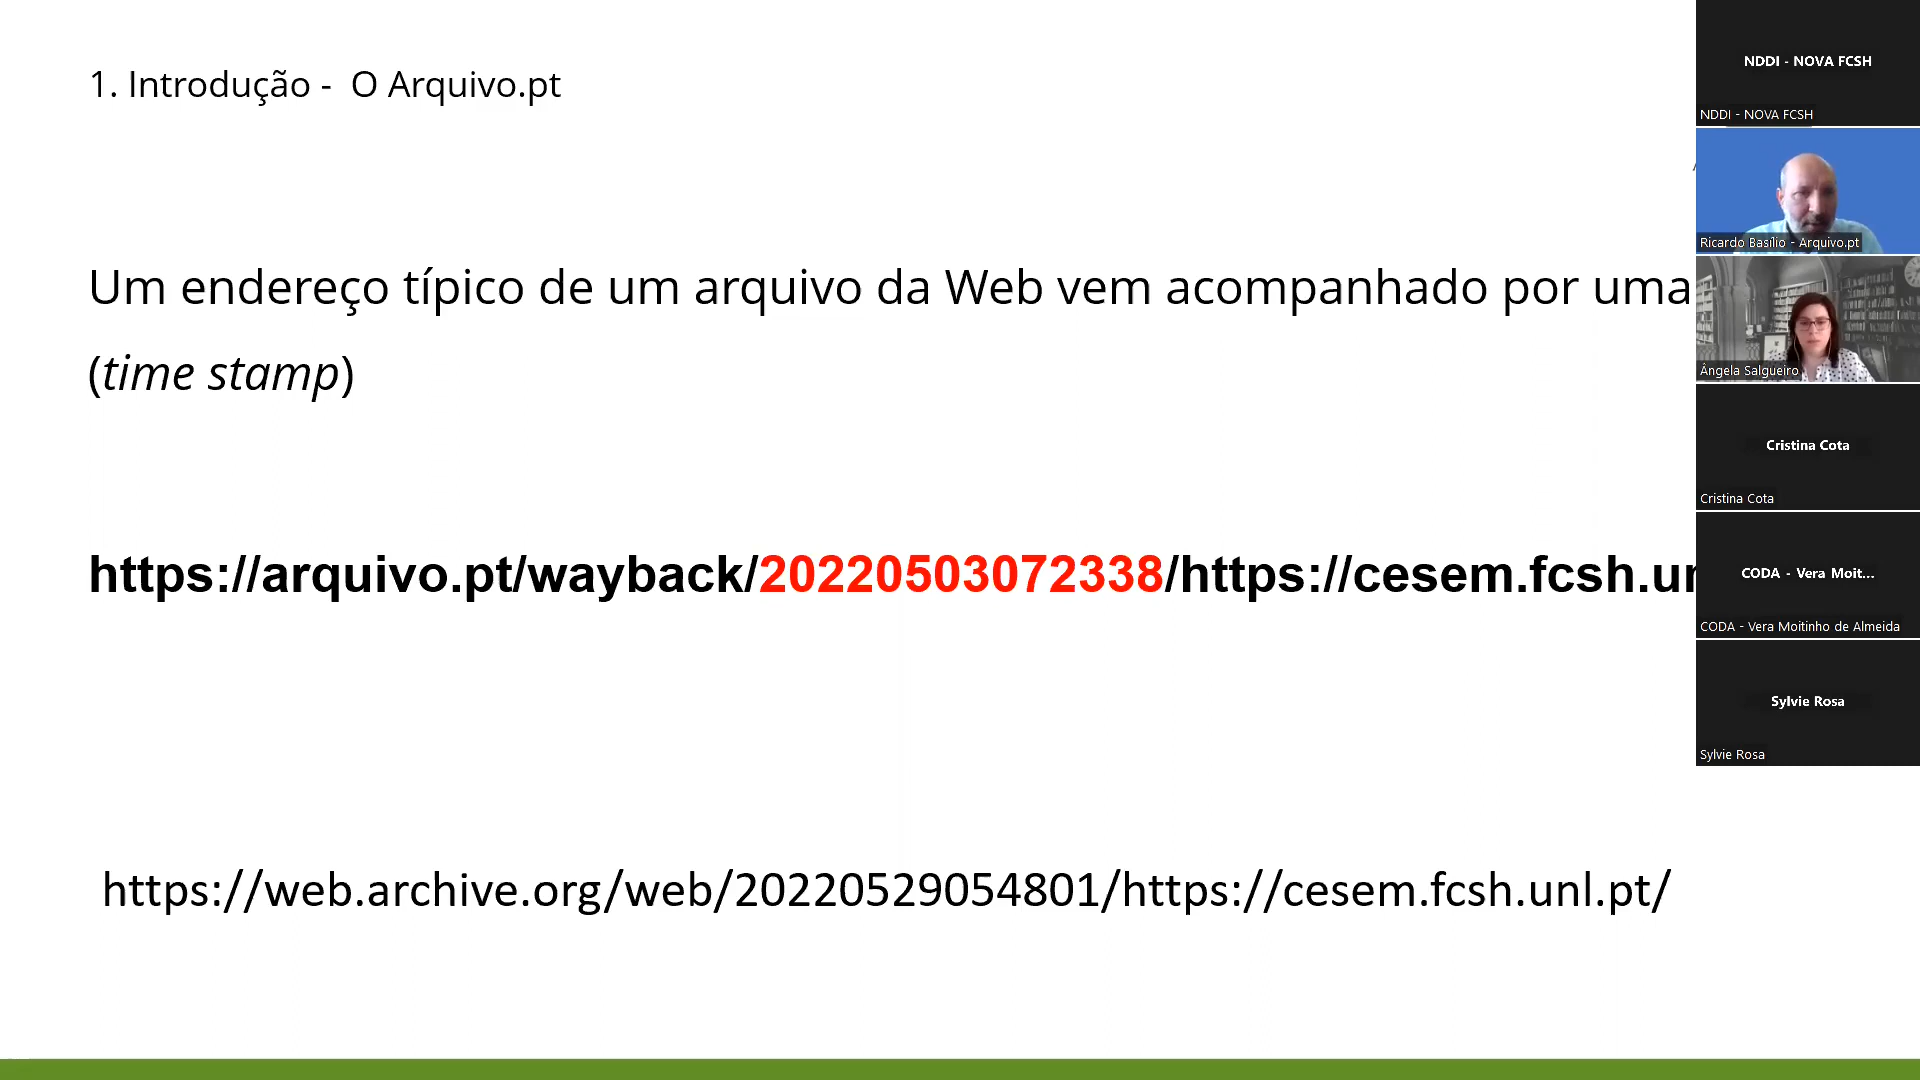 1. Introdução - O Arquivo.pt
Um endereço típico de um arquivo da Web vem acompanhado por uma
(time stamp)
https://arquivo.pt/wayback/20220503072338/https://cesem.fcsh.un
https://web.archive.org/web/20220529054801/https://cesem.fcsh.unl.pt/
NDDI - NOVA FCSH
NDDI - NOVA FCSH
Ricardo Basílio - Arquivo.pt
Ângela Salgueiro
Cristina Cota
Cristina Cota
CODA - Vera Moit...
CODA - Vera Moitinho de Almeida
Sylvie Rosa
Sylvie Rosa